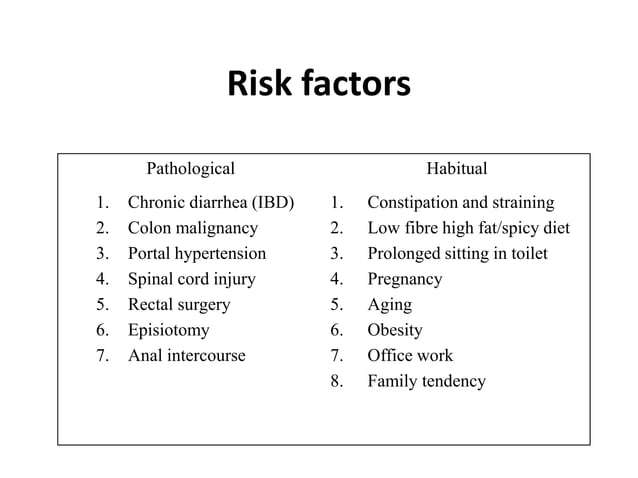 Risk factors
Pathological
1. Chronic diarrhea (IBD)
2. Colon malignancy
3. Portal hypertension
4. Spinal cord injury
5. Rectal surgery
6. Episiotomy
7. Anal intercourse
Habitual
1. Constipation and straining
2. Low fibre high fat/spicy diet
3. Prolonged sitting in toilet
4. Pregnancy
5. Aging
6. Obesity
7. Office work
8. Family tendency